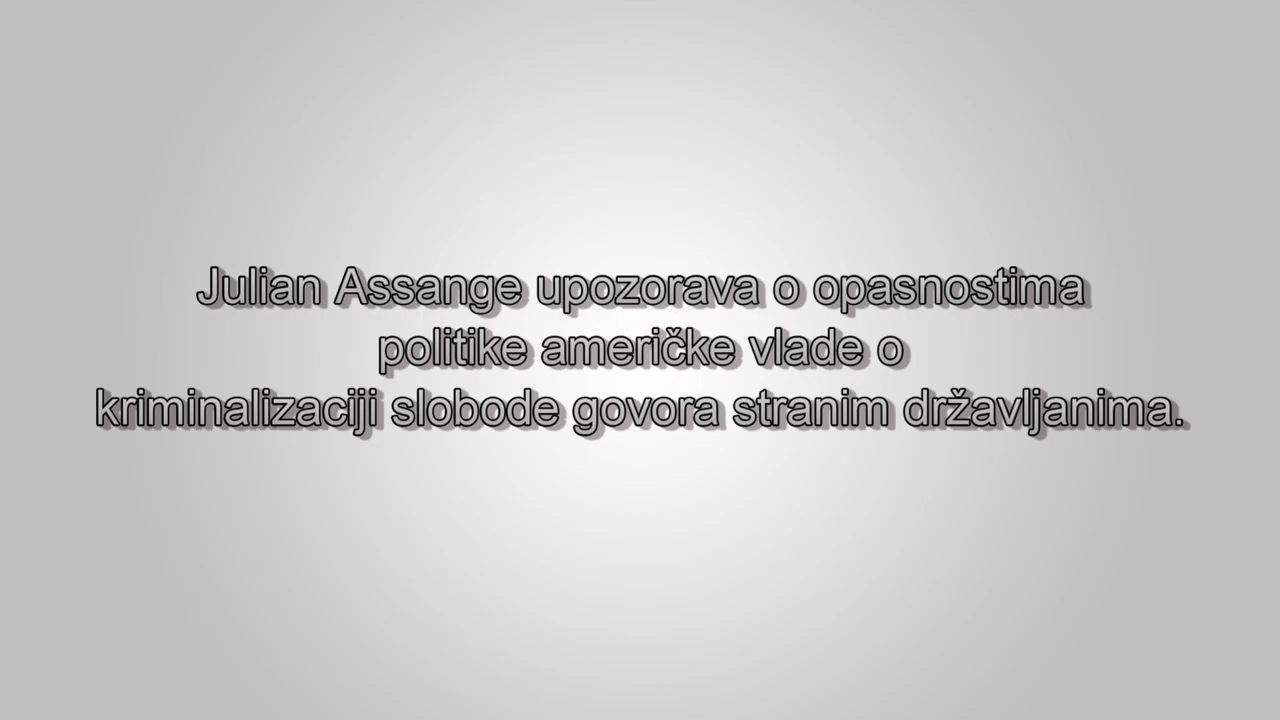 Julian Assange upozorava o opasnostima
politike američke vlade o
kriminalizaciji slobode govora stranim državljanima.